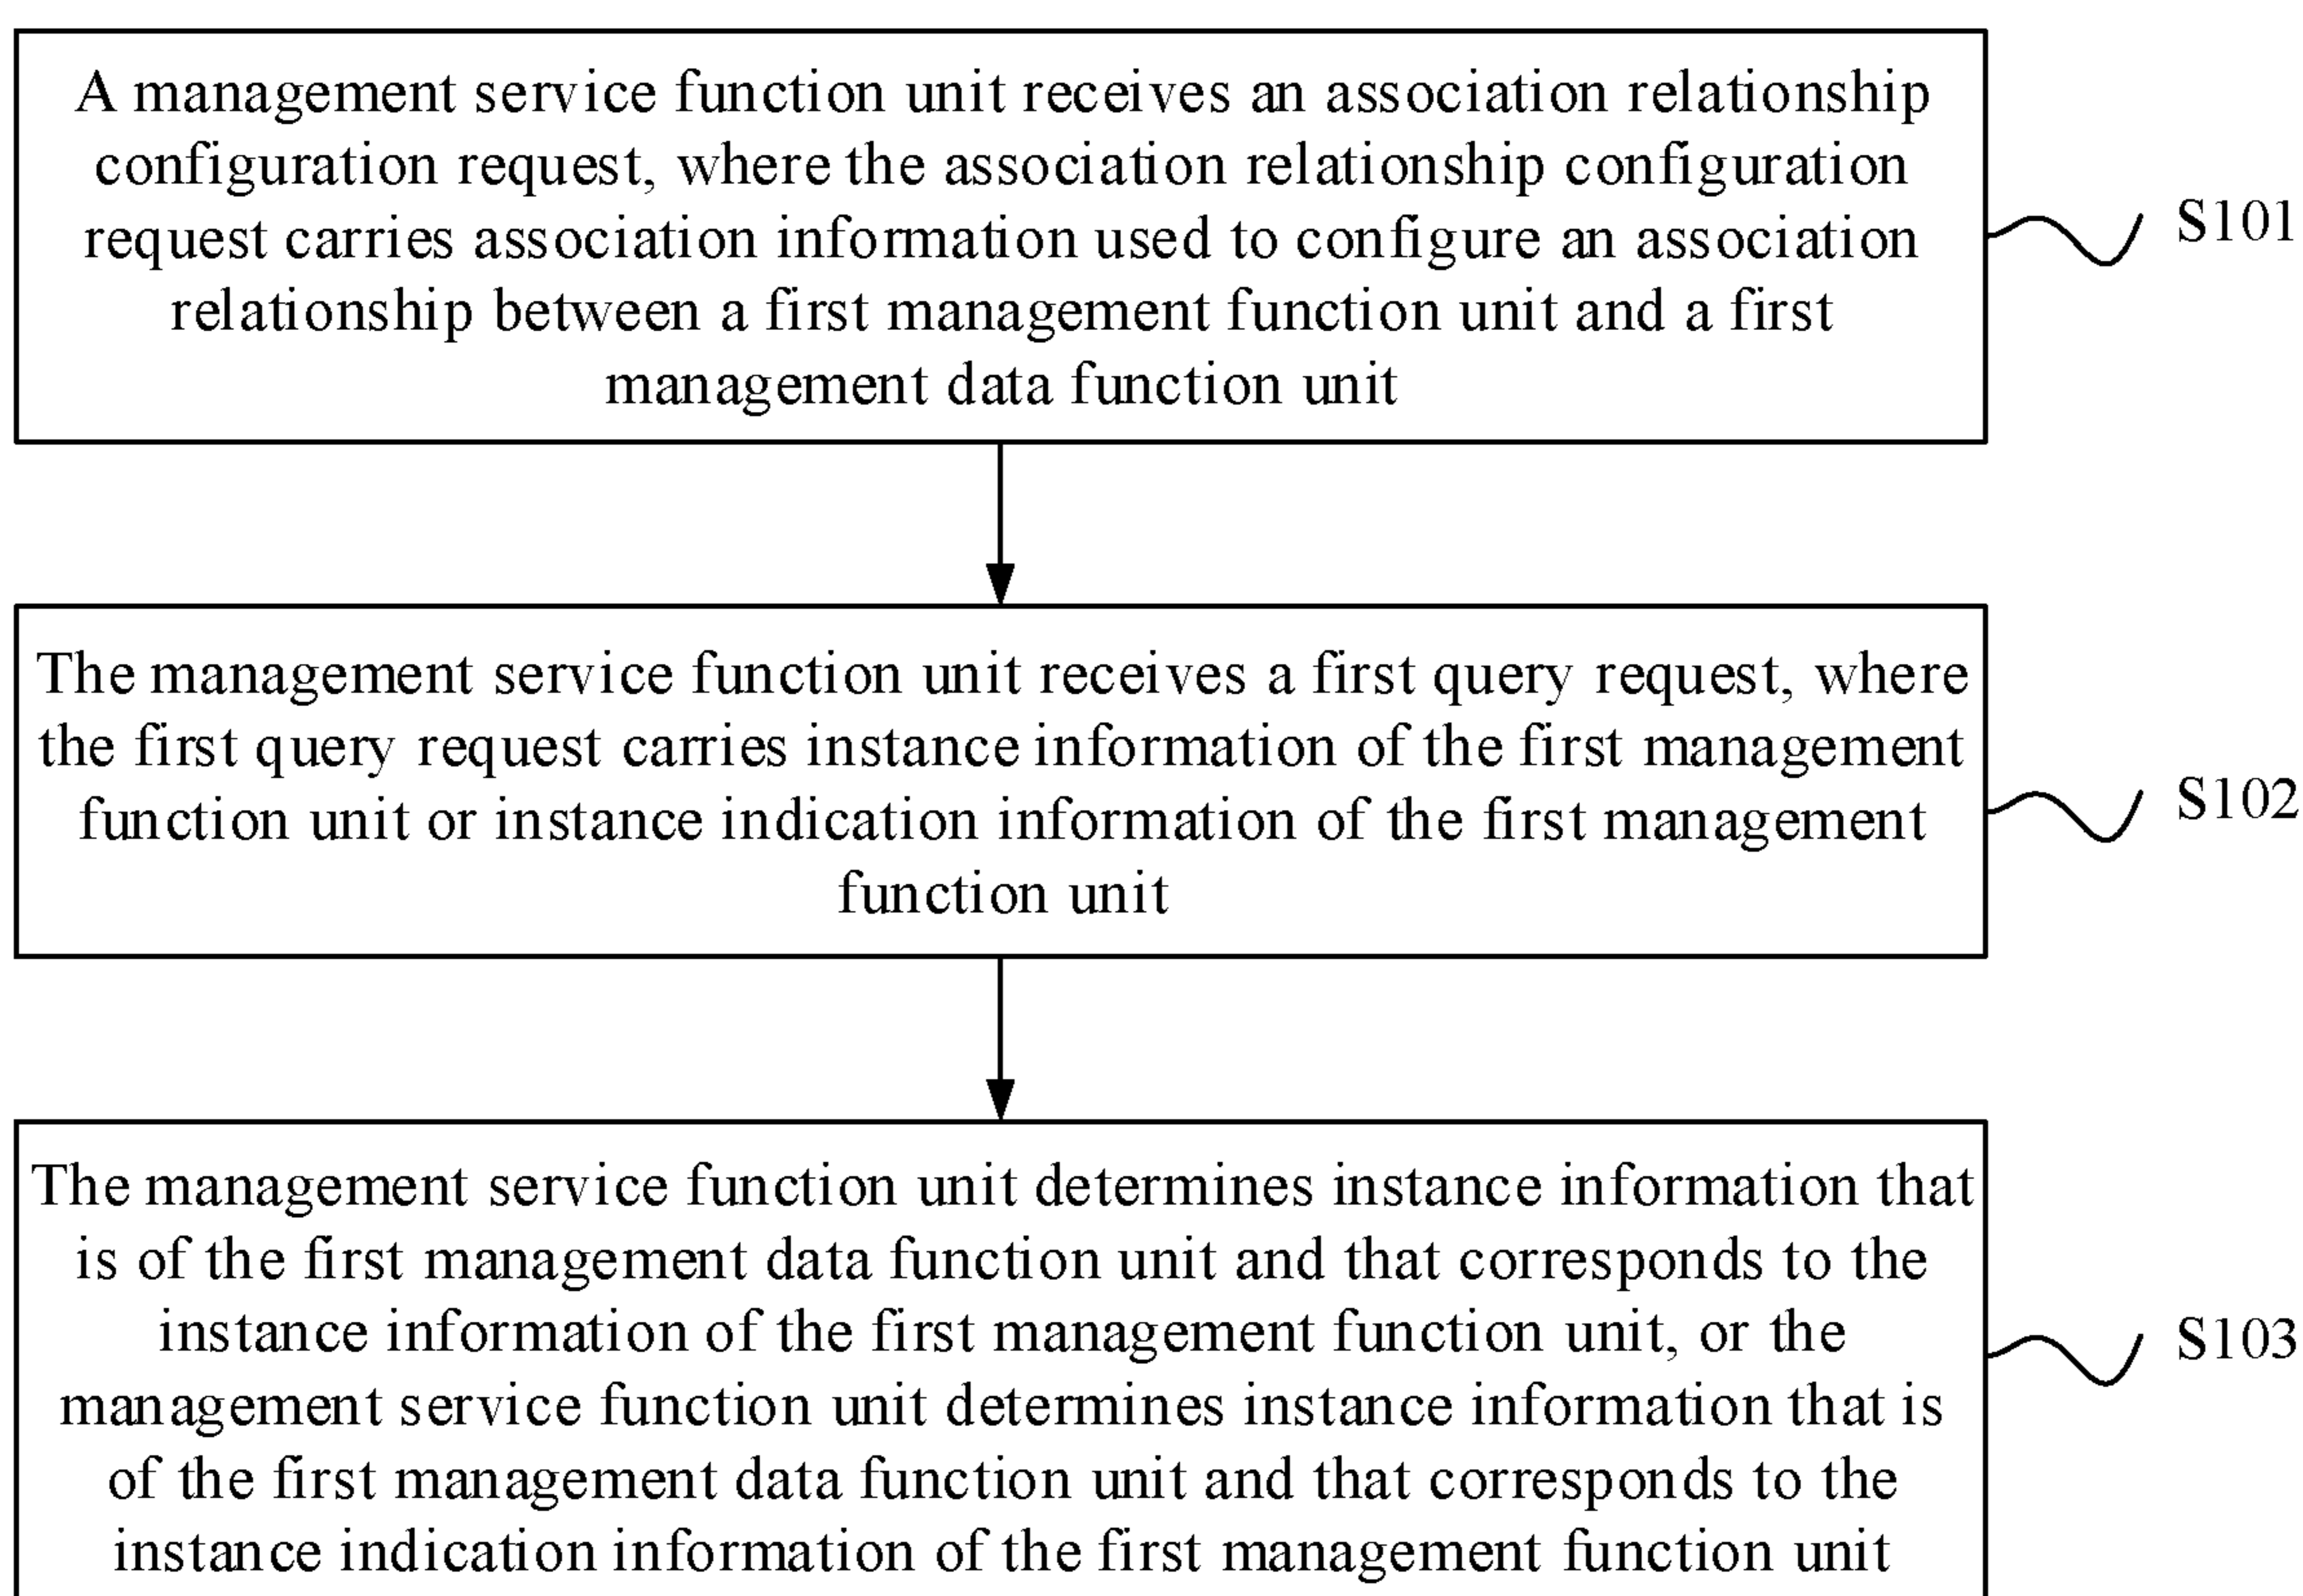 A management service function unit receives an association relationship
configuration request, where the association relationship configuration
request carries association information used to configure an association
relationship between a first management function unit and a first
management data function unit
S101
The management service function unit receives a first query request, where
the first query request carries instance information of the first management
function unit or instance indication information of the first management
function unit
S102
The management service function unit determines instance information that
is of the first management data function unit and that corresponds to the
instance information of the first management function unit, or the
management service function unit determines instance information that is
of the first management data function unit and that corresponds to the
instance indication information of the first management function unit
S103